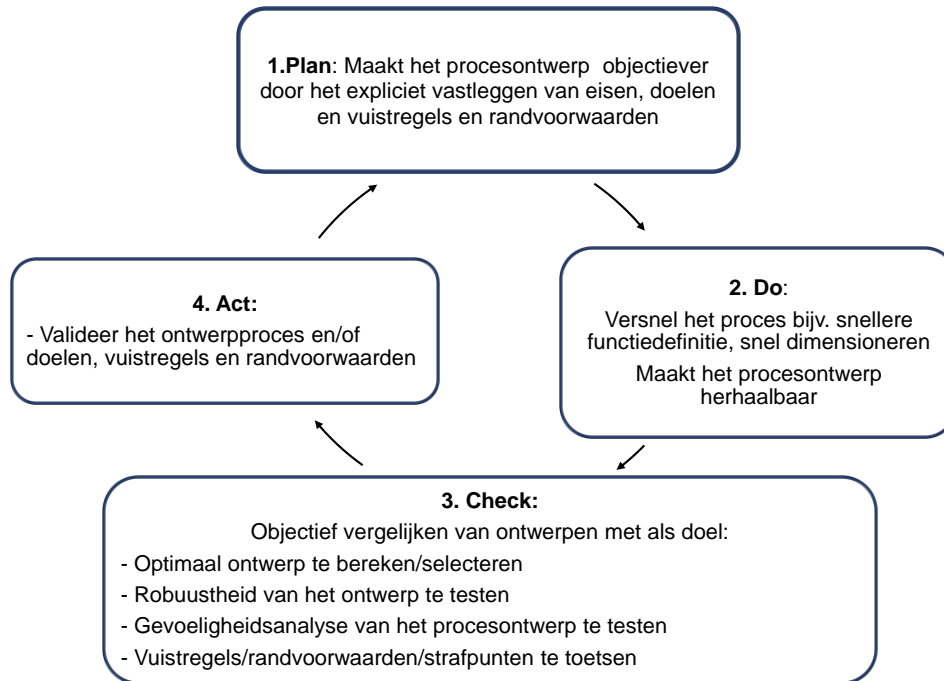 1.Plan: Maakt het procesontwerp  objectiever
door het expliciet vastleggen van eisen, doelen
en vuistregels en randvoorwaarden
2. Do:
Versnel het proces bijv. snellere
functiedefinitie, snel dimensioneren
Maakt het procesontwerp
herhaalbaar
3. Check:
Objectief vergelijken van ontwerpen met als doel:
- Optimaal ontwerp te bereken/selecteren
- Robuustheid van het ontwerp te testen
- Gevoeligheidsanalyse van het procesontwerp te testen
- Vuistregels/randvoorwaarden/strafpunten te toetsen
4. Act:
- Valideer het ontwerpproces en/of
doelen, vuistregels en randvoorwaarden